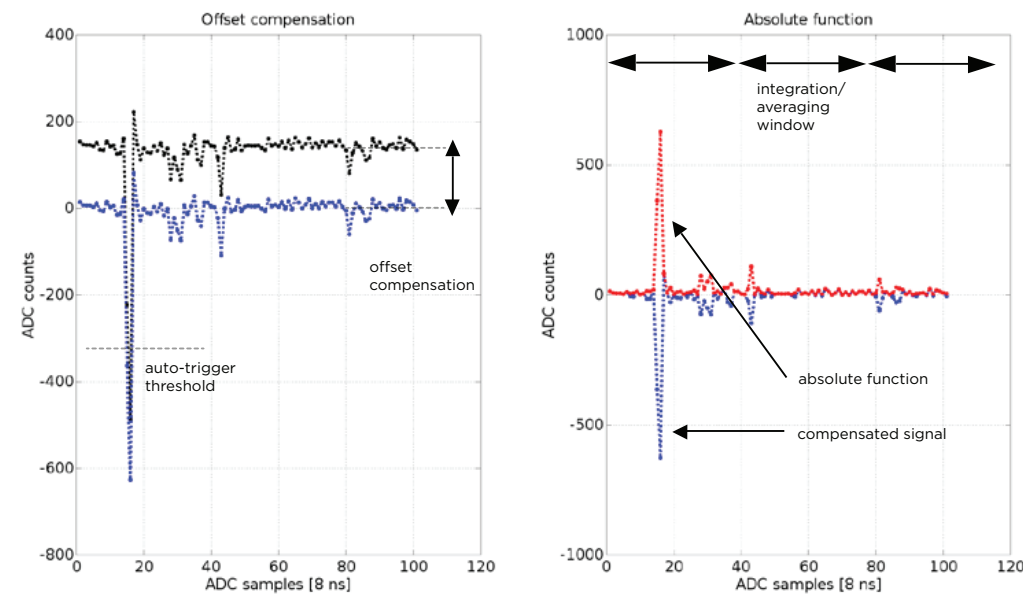 Offset compensation
400
200
0
-200
-400
-600
-800
ADC counts
offset
compensation
auto-trigger
threshold
0
20
40
60
80
100
120
ADC samples [8 ns]
Absolute function
1000
500
0
-500
-1000
ADC counts
integration/
averaging
window
absolute function
compensated signal
0
20
40
60
80
100
120
ADC samples [8 ns]